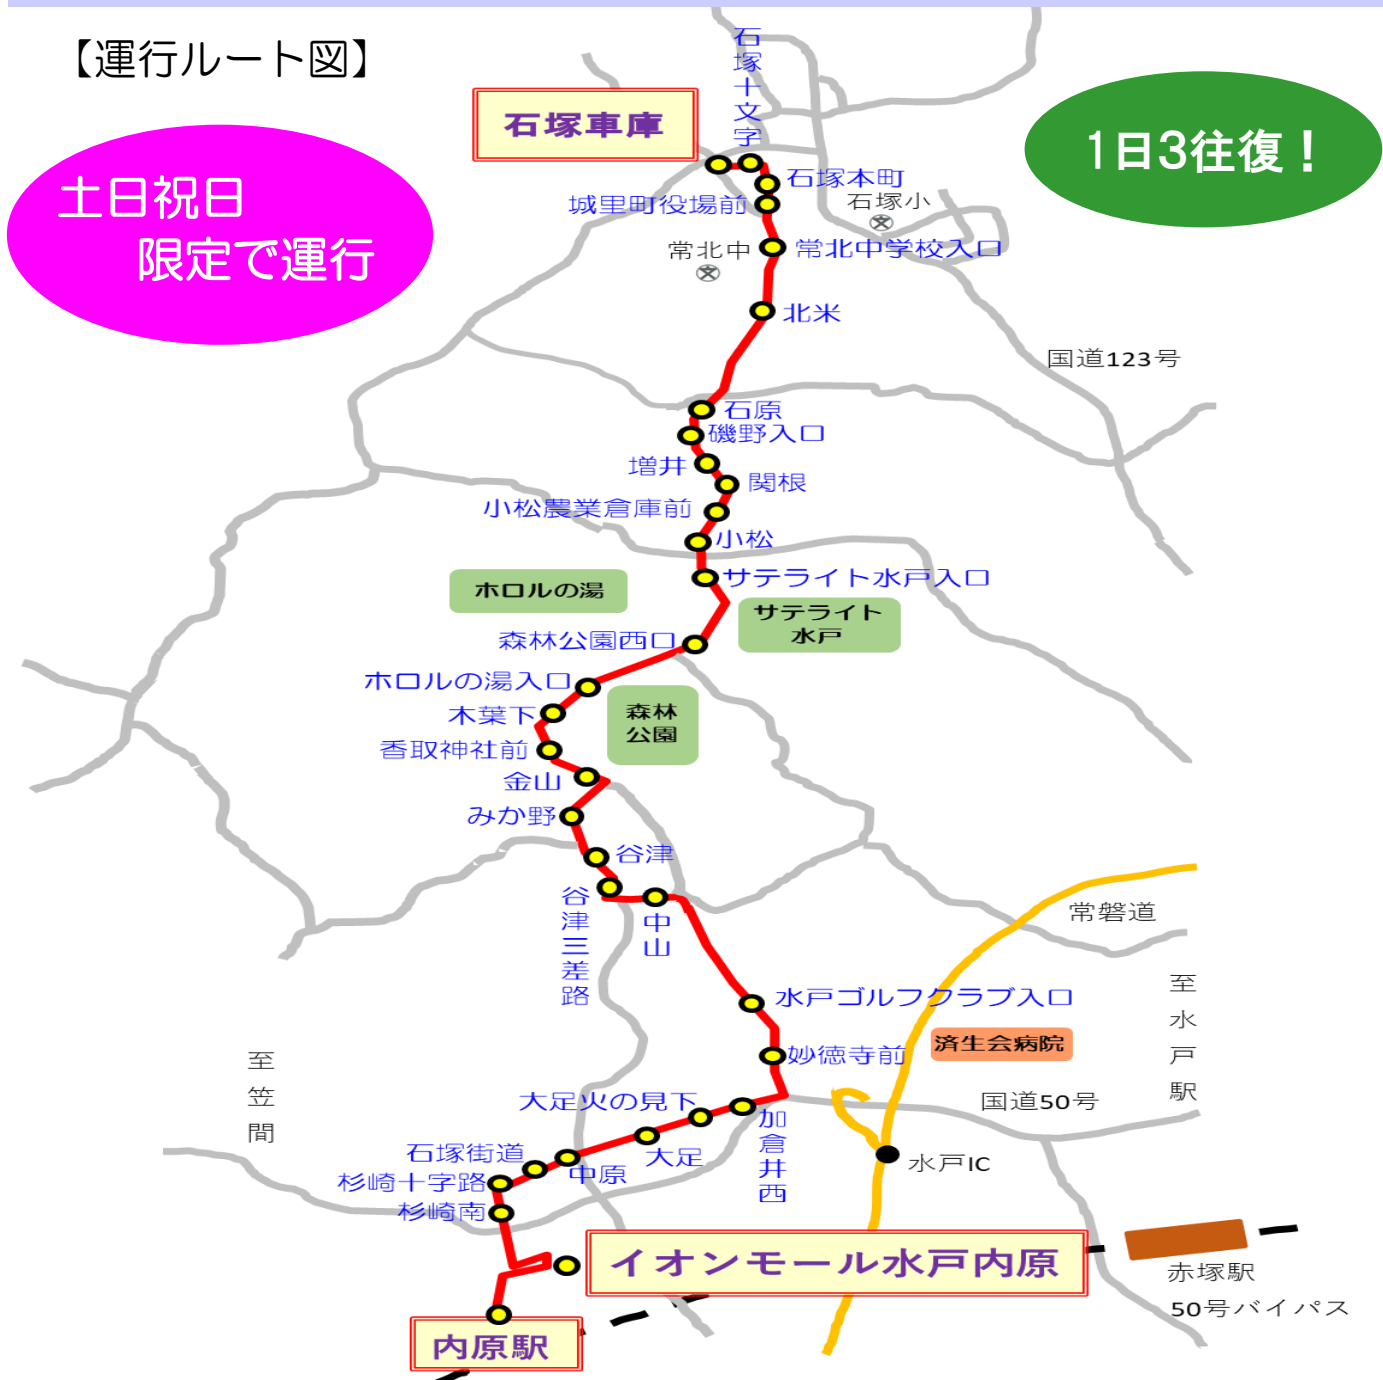 【運行ルート図】
土日祝日
限定で運行
1日3往復！
石塚車庫
石塚十文字
石塚本町
城里町役場前
石塚小
常北中
常北中学校入口
北米
国道123号
石原
磯野入口
増井
関根
小松農業倉庫前
小松
サテライト水戸入口
ホロルの湯
サテライト
水戸
森林公園西口
ホロルの湯入口
森林
公園
木葉下
香取神社前
金山
みか野
谷津
谷津三差路
中山
常磐道
水戸ゴルフクラブ入口
至水戸駅
済生会病院
妙徳寺前
至笠間
国道50号
大足火の見下
加倉井西
大足
石塚街道
中原
水戸IC
杉崎十字路
杉崎南
イオンモール水戸内原
赤塚駅
50号バイパス
内原駅